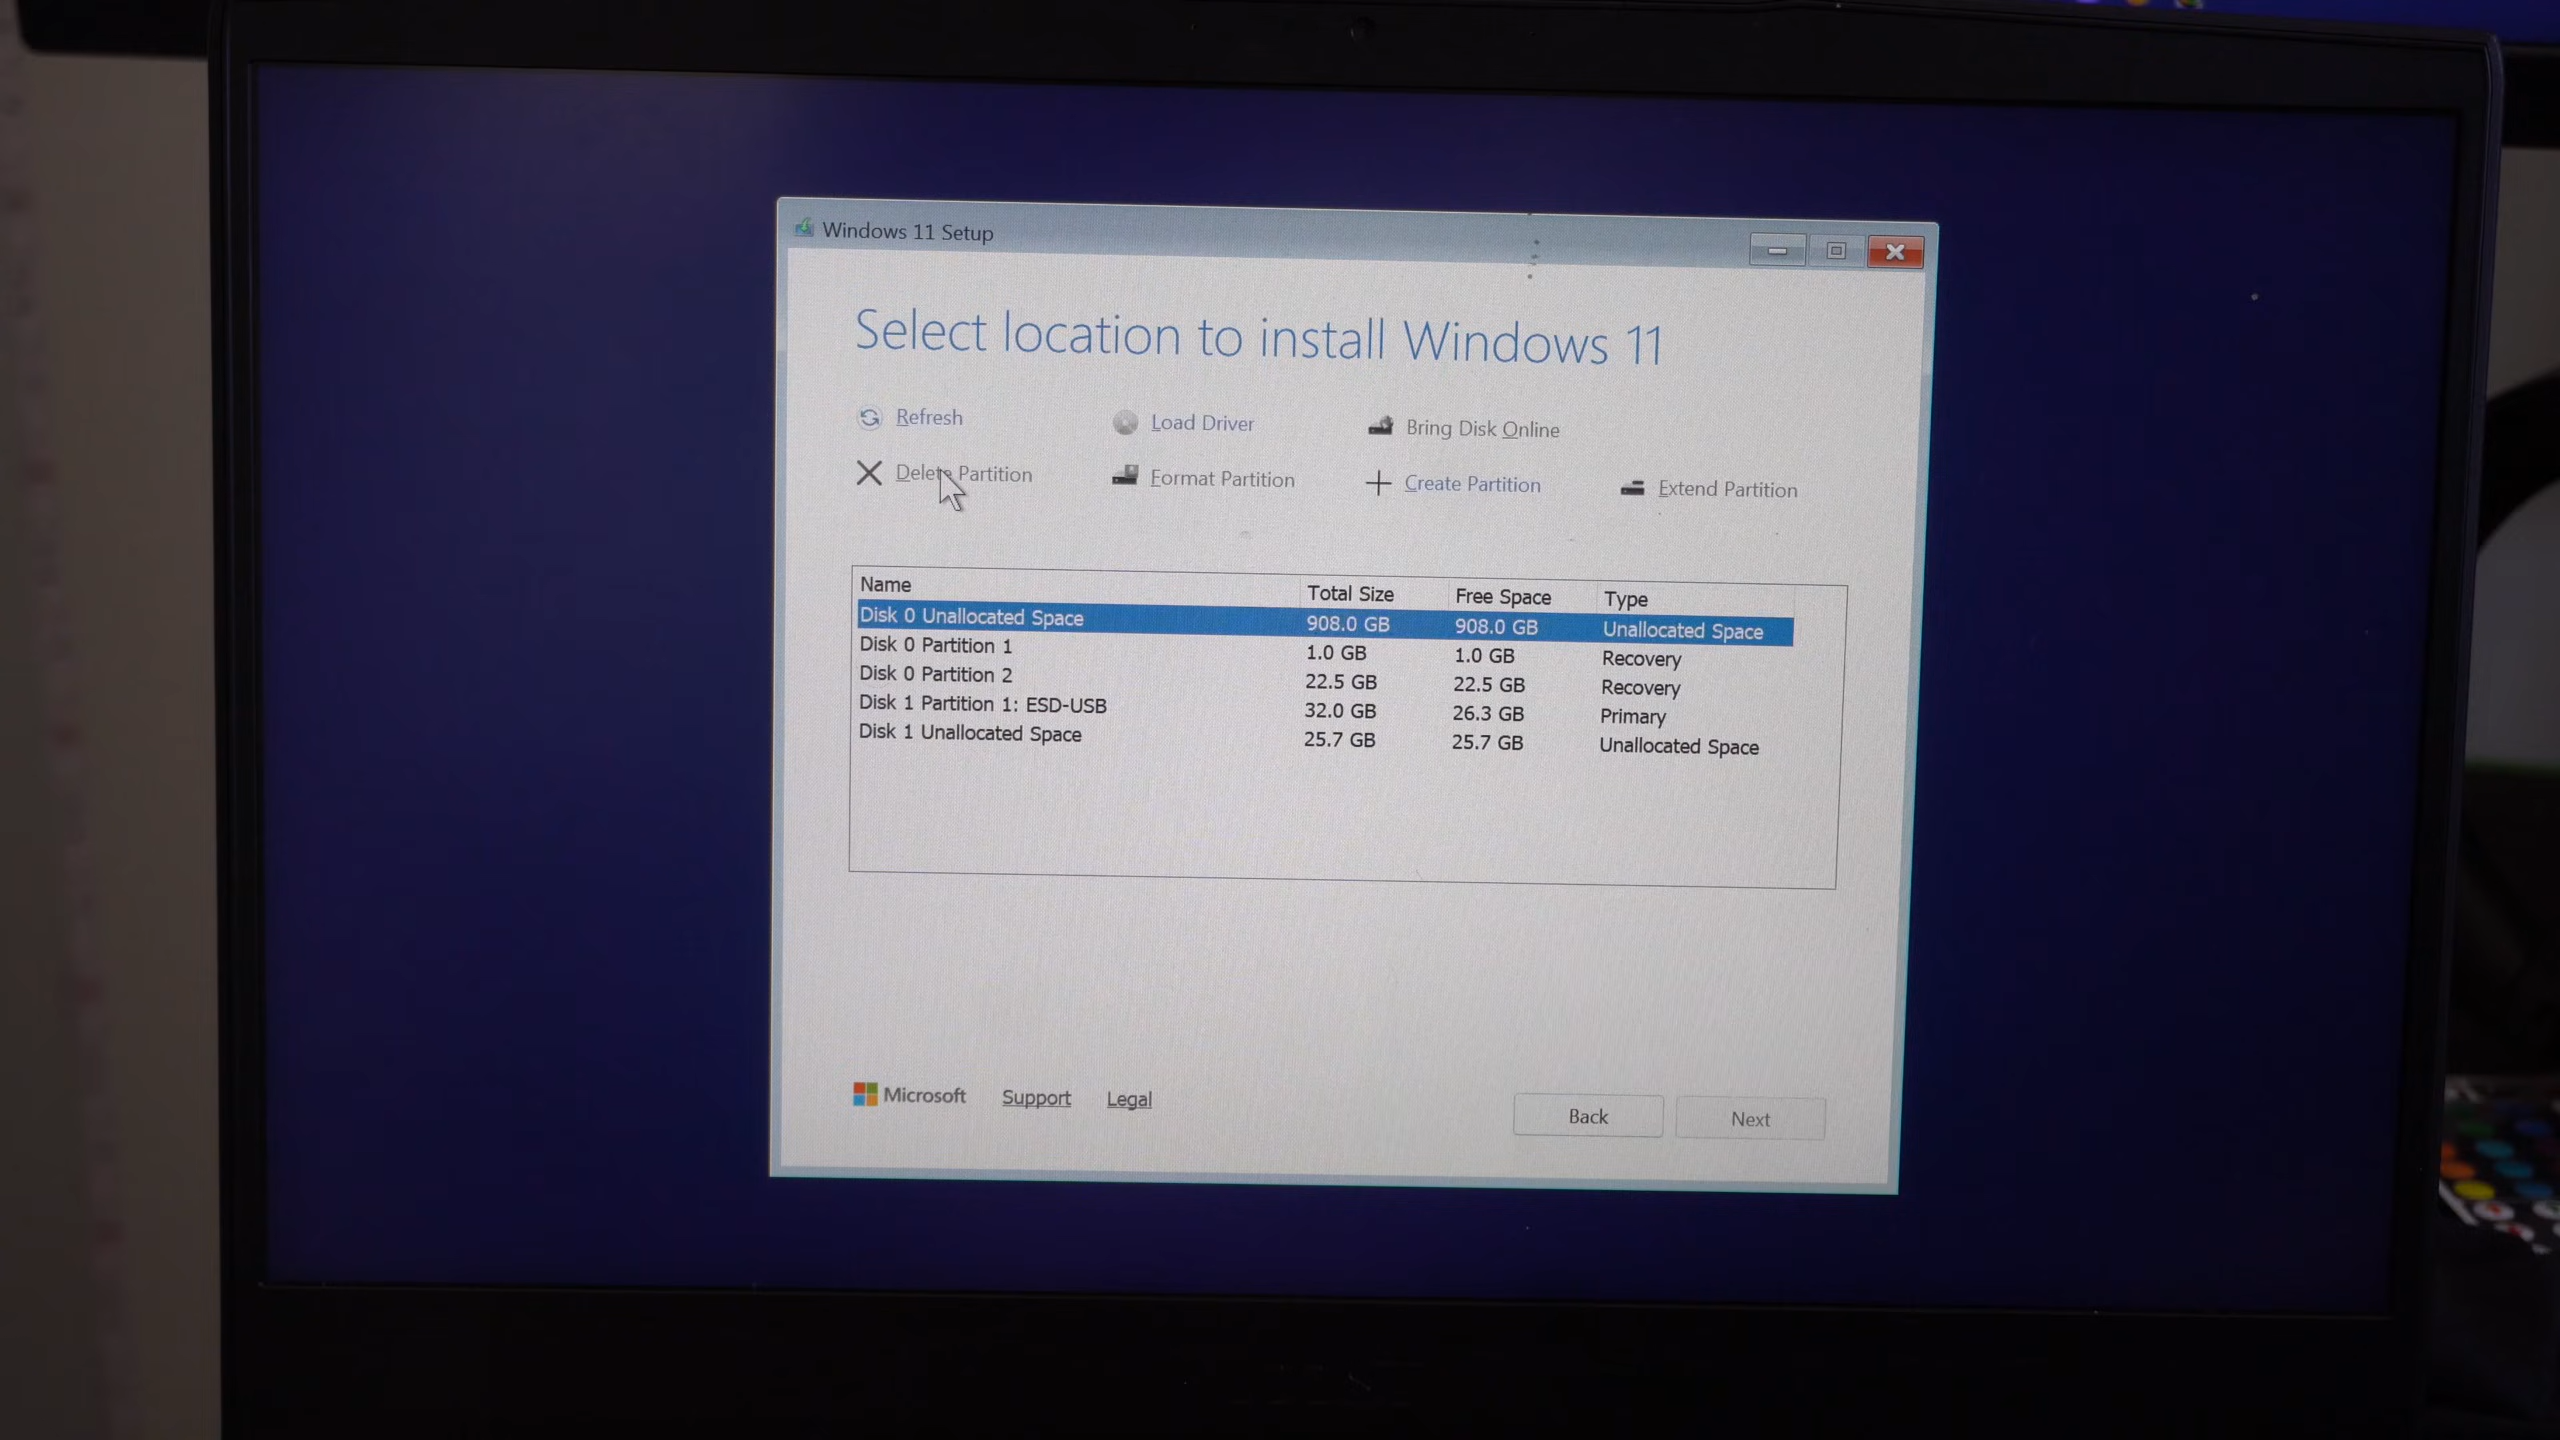 Windows 11 Setup
Select location to install Windows 11
Refresh Load Driver Bring Disk Online
Delete Partition Format Partition Create Partition Extend Partition
Name Total Size Free Space Type
Disk 0 Unallocated Space 908.0 GB 908.0 GB Unallocated Space
Disk 0 Partition 1 1.0 GB 1.0 GB Recovery
Disk 0 Partition 2 22.5 GB 22.5 GB Recovery
Disk 1 Partition 1: ESD-USB 32.0 GB 26.3 GB Primary
Disk 1 Unallocated Space 25.7 GB 25.7 GB Unallocated Space
Microsoft Support Legal Back Next